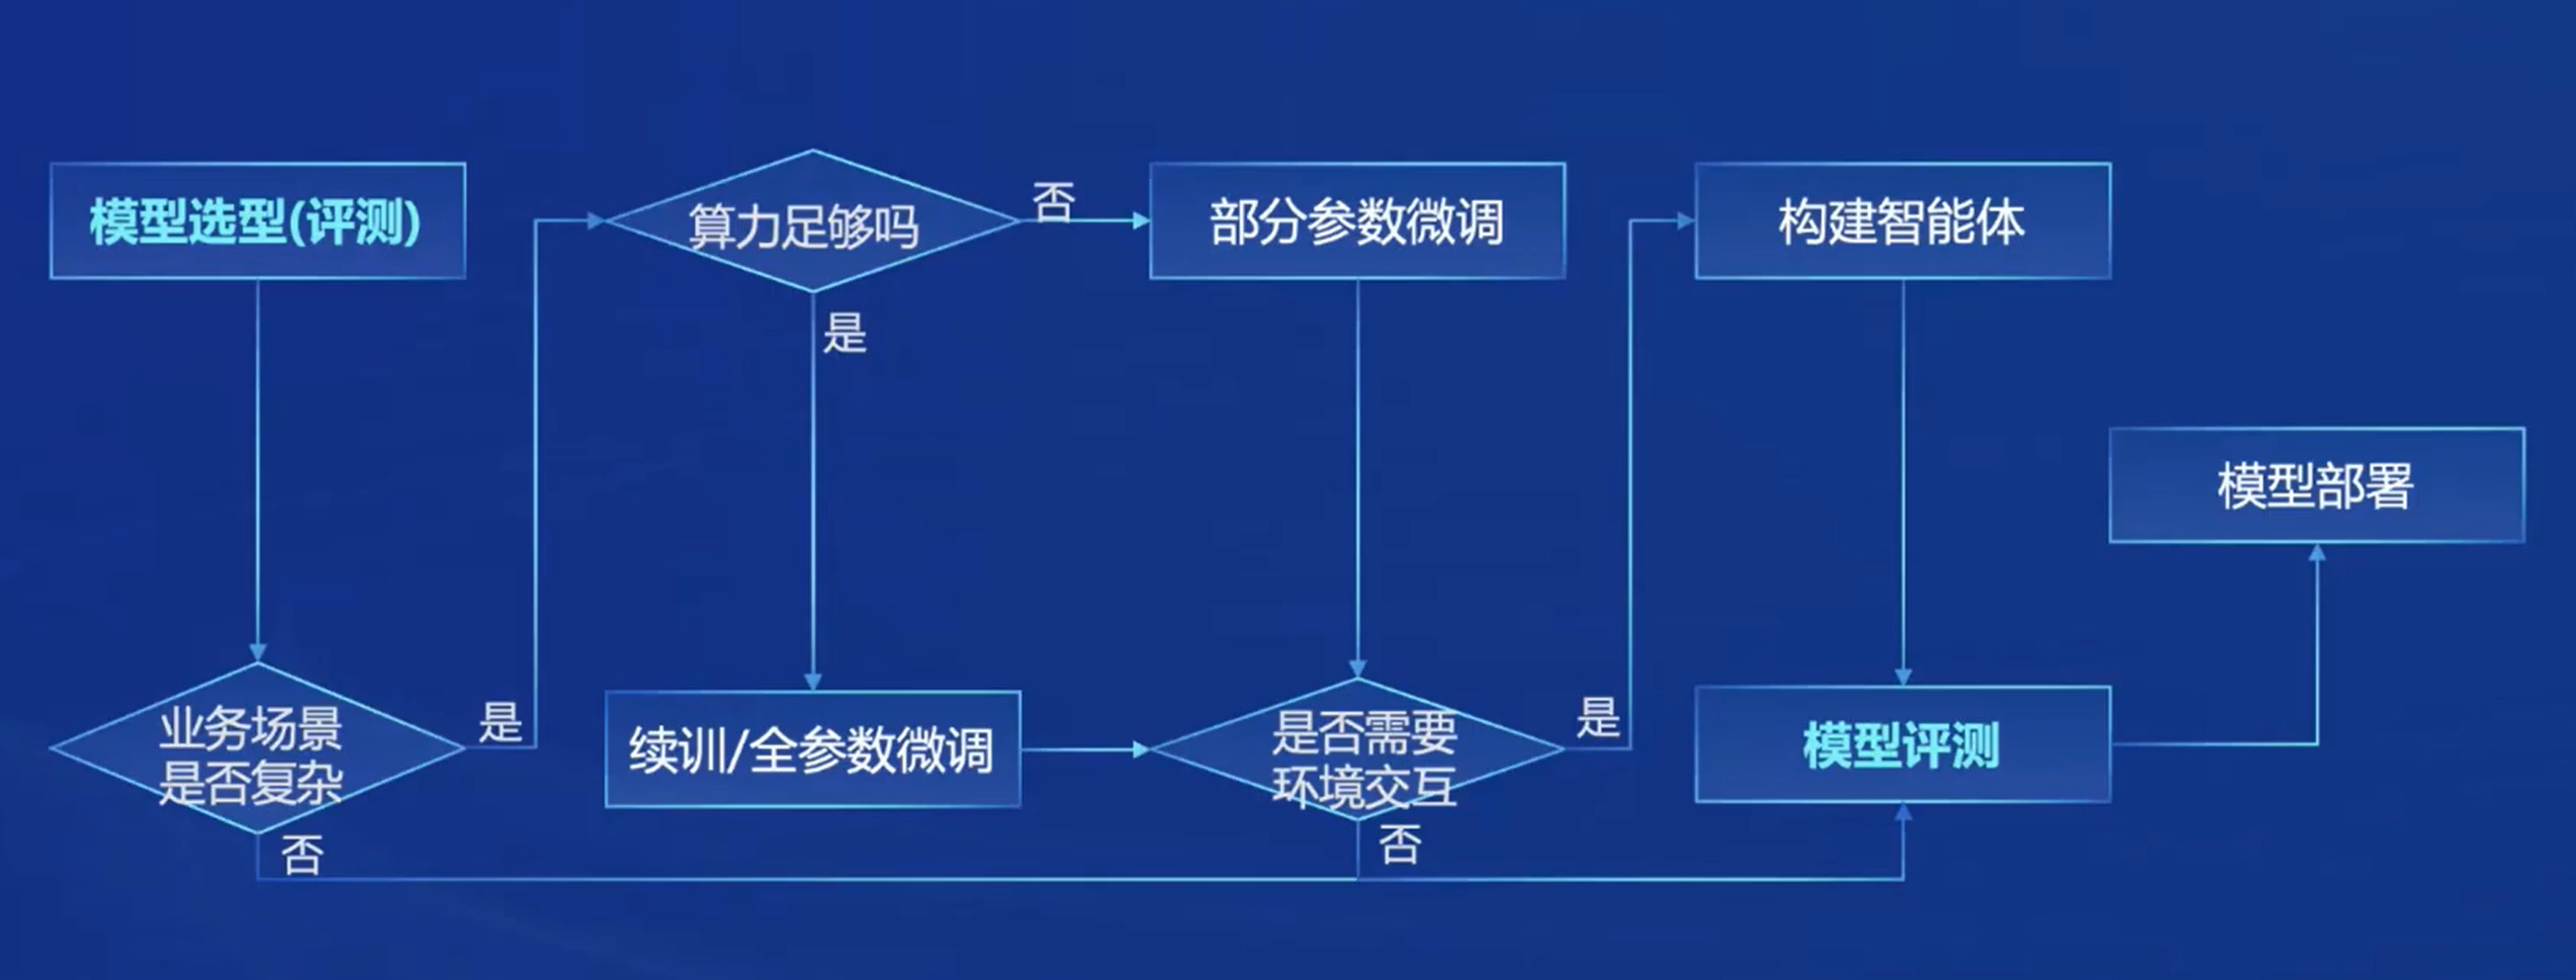 模型选型(评测)
算力足够吗
否
部分参数微调
构建智能体
是
模型部署
业务场景
是否复杂
是
续训/全参数微调
是否需要
环境交互
是
模型评测
否
否